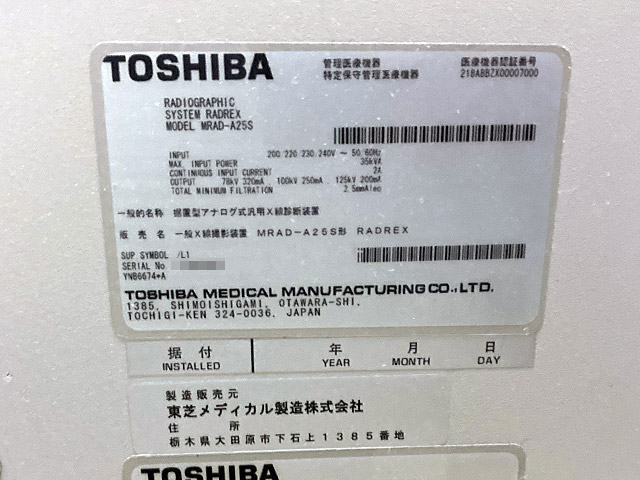 TOSHIBA
管理医療機器
特定保守管理医療機器
医療機器認証番号
218ABBZX00007000
RADIOGRAPHIC
SYSTEM RADREX
MODEL MRAD-A25S
INPUT 200.220.230.240V ～ 50/60Hz
MAX. INPUT POWER 35kVA
CONTINUOUS INPUT CURRENT 2A
OUTPUT 78kV 320mA . 100kV 250mA . 125kV 200mA
TOTAL MINIMUM FILTRATION 2.5mmAleq
一般的名称 据置型アナログ式汎用X線診断装置
販売名 一般X線撮影装置 MRAD-A25S形 RADREX
SUP. SYMBOL /L1
SERIAL No
YNB6674*A
TOSHIBA MEDICAL MANUFACTURING CO.,LTD.
1385, SHIMOISHIGAMI, OTAWARA-SHI,
TOCHIGI-KEN 324-0036, JAPAN
据付 年 月 日
INSTALLED YEAR MONTH DAY
製造販売元
東芝メディカル製造株式会社
住所
栃木県大田原市下石上1385番地
TOSHIBA